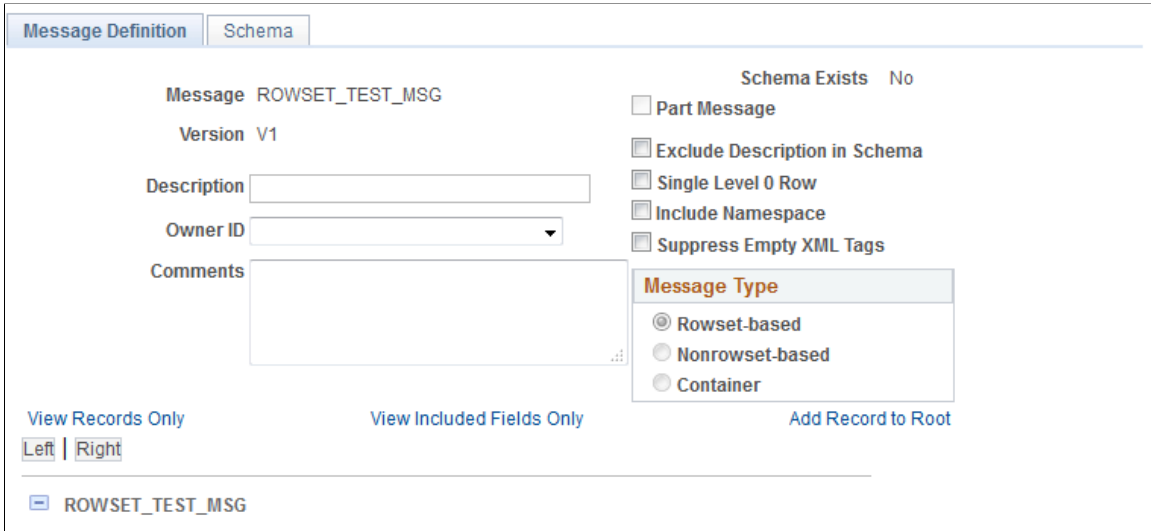 Message Definition Schema
Schema Exists No
Message ROWSET_TEST_MSG
Part Message
Version V1
Exclude Description in Schema
Description
Single Level 0 Row
Include Namespace
Owner ID
Suppress Empty XML Tags
Comments
Message Type
Rowset-based
Nonrowset-based
Container
View Records Only View Included Fields Only Add Record to Root
Left | Right
ROWSET_TEST_MSG